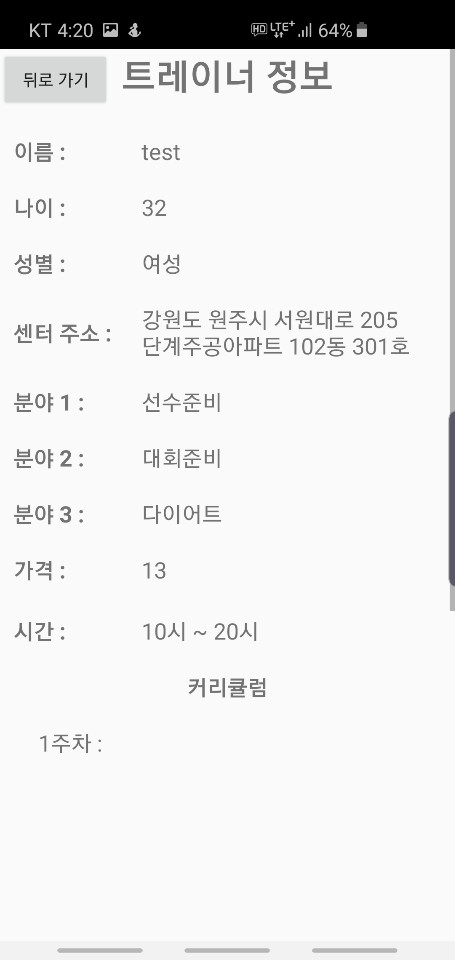 KT 4:20 HD LTE+ 64%
뒤로 가기 트레이너 정보
이름 : test
나이 : 32
성별 : 여성
센터 주소 : 강원도 원주시 서원대로 205
단계주공아파트 102동 301호
분야 1 : 선수준비
분야 2 : 대회준비
분야 3 : 다이어트
가격 : 13
시간 : 10시 ~ 20시
커리큘럼
1주차 :